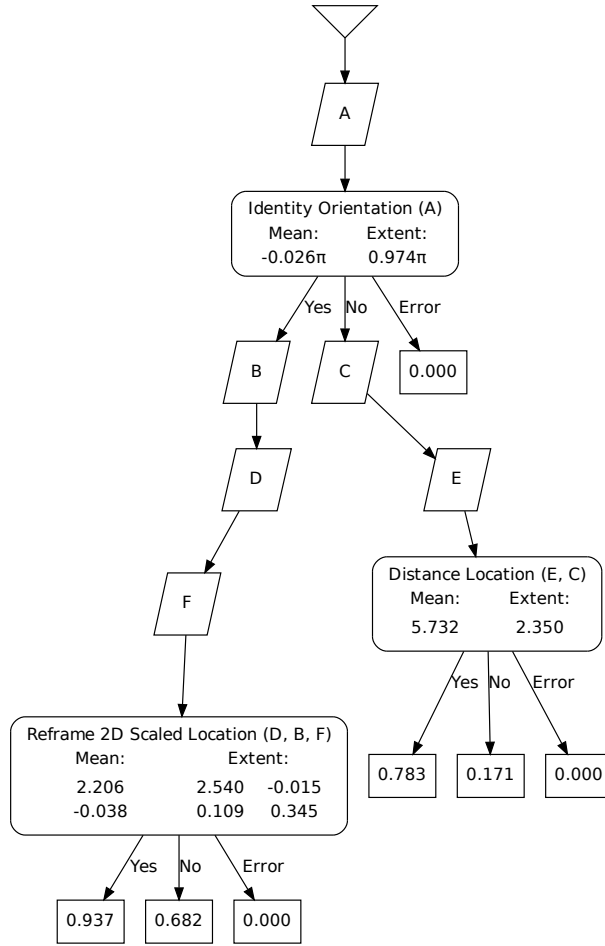 A
Identity Orientation (A)
Mean: Extent:
-0.026π 0.974π
Yes No Error
B C 0.000
D E
Distance Location (E, C)
Mean: Extent:
5.732 2.350
F
Yes No Error
Reframe 2D Scaled Location (D, B, F)
Mean: Extent:
2.206 2.540 -0.015
-0.038 0.109 0.345
0.783 0.171 0.000
Yes No Error
0.937 0.682 0.000